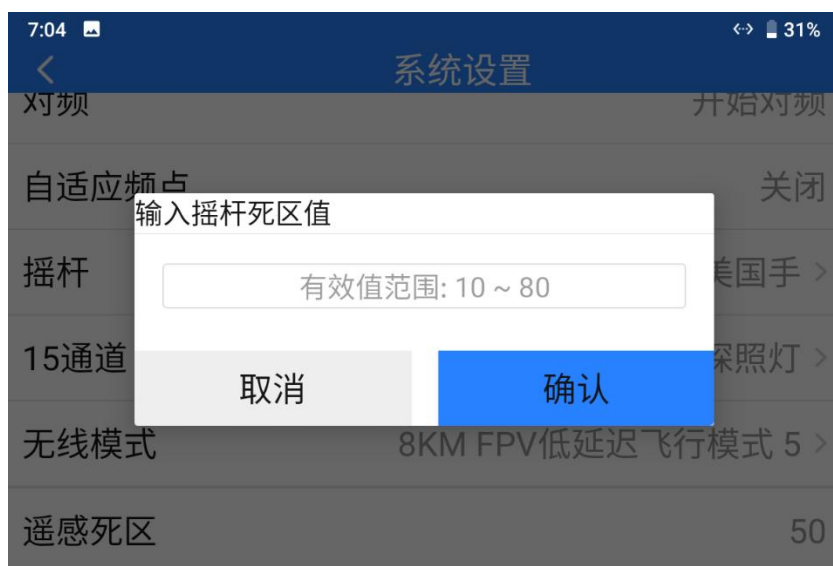 7:04 31%
系统设置
对频 开始对频
自适应频点 关闭
输入摇杆死区值
摇杆 美国手
有效值范围: 10 ~ 80
15通道 探照灯
取消 确认
无线模式 8KM FPV低延迟飞行模式 5
遥感死区 50